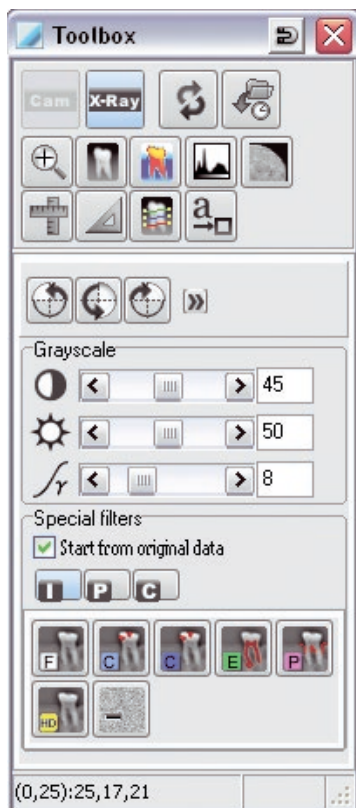 Toolbox
Cam X-Ray
a
Grayscale
45
50
γ 8
Special filters
Start from original data
I P C
F C C E P
HD
(0,25):25,17,21